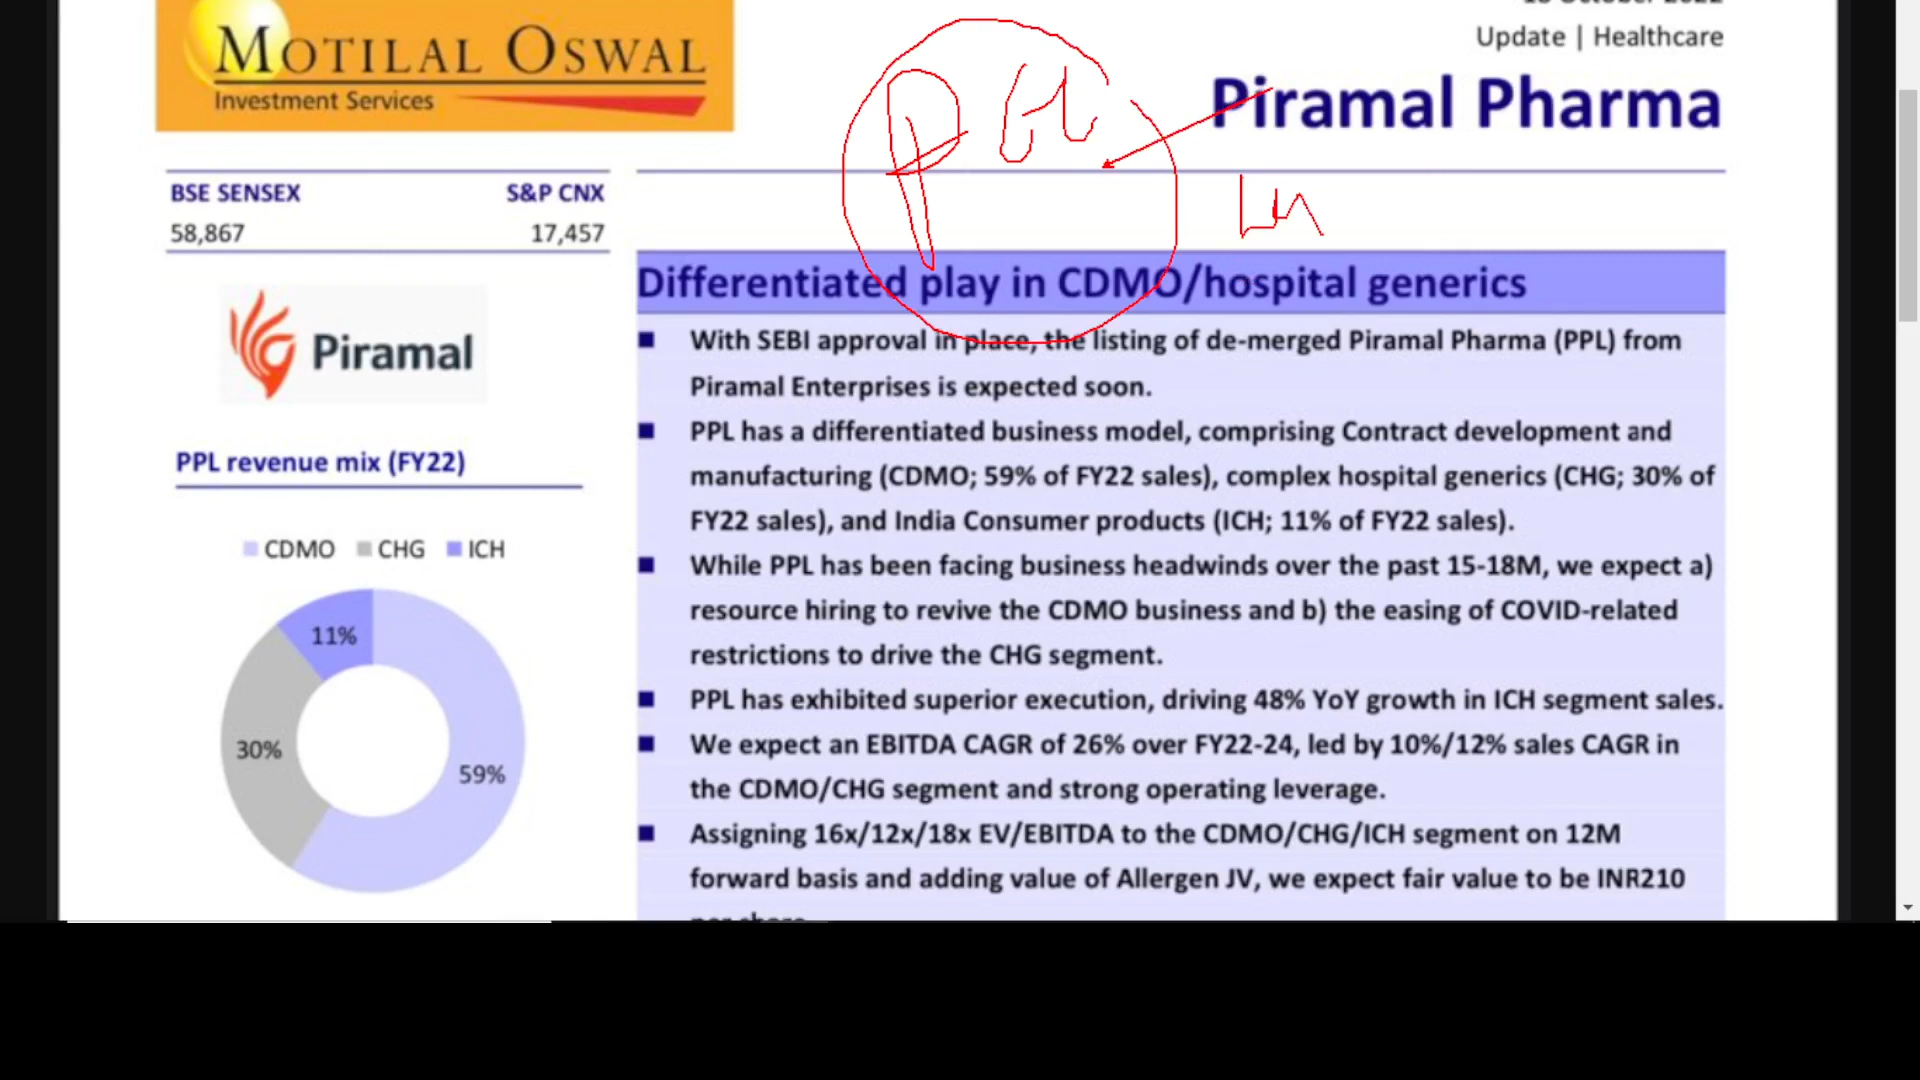 MOTILAL OSWAL
Investment Services
Update | Healthcare
Piramal Pharma
BSE SENSEX S&P CNX
58,867 17,457
Piramal
PPL revenue mix (FY22)
CDMO CHG ICH
11%
30%
59%
Differentiated play in CDMO/hospital generics
With SEBI approval in place, the listing of de-merged Piramal Pharma (PPL) from
Piramal Enterprises is expected soon.
PPL has a differentiated business model, comprising Contract development and
manufacturing (CDMO; 59% of FY22 sales), complex hospital generics (CHG; 30% of
FY22 sales), and India Consumer products (ICH; 11% of FY22 sales).
While PPL has been facing business headwinds over the past 15-18M, we expect a)
resource hiring to revive the CDMO business and b) the easing of COVID-related
restrictions to drive the CHG segment.
PPL has exhibited superior execution, driving 48% YoY growth in ICH segment sales.
We expect an EBITDA CAGR of 26% over FY22-24, led by 10%/12% sales CAGR in
the CDMO/CHG segment and strong operating leverage.
Assigning 16x/12x/18x EV/EBITDA to the CDMO/CHG/ICH segment on 12M
forward basis and adding value of Allergen JV, we expect fair value to be INR210